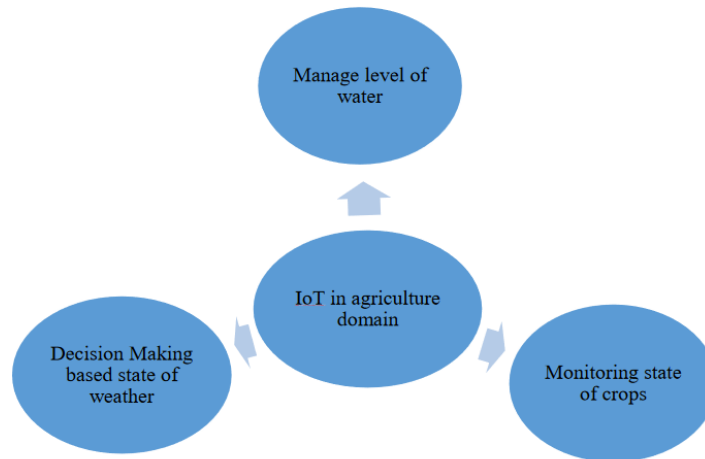 Manage level of
water
IoT in agriculture
domain
Decision Making
based state of
weather
Monitoring state
of crops